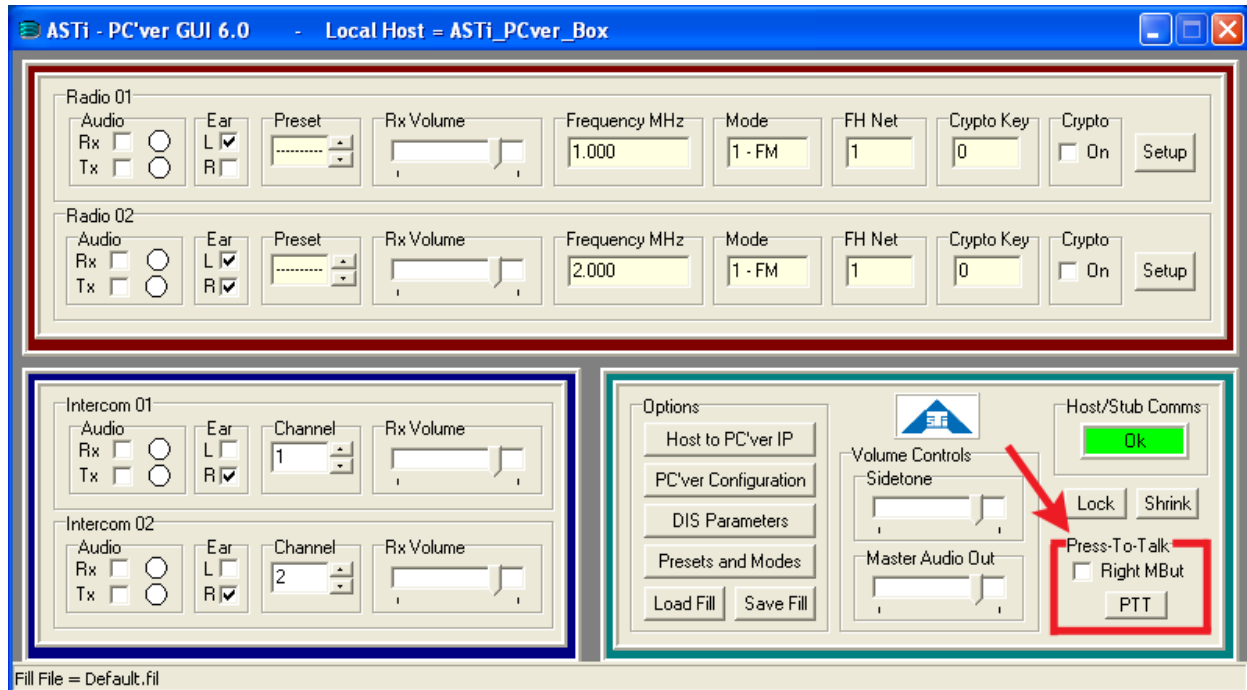 ASTi - PC'ver GUI 6.0 - Local Host = ASTi_PCver_Box
Radio 01
Audio Ear Preset Rx Volume Frequency MHz Mode FH Net Crypto Key Crypto
Rx L ---------- 1.000 1 - FM 1 0 On Setup
Tx R
Radio 02
Audio Ear Preset Rx Volume Frequency MHz Mode FH Net Crypto Key Crypto
Rx L ---------- 2.000 1 - FM 1 0 On Setup
Tx R
Intercom 01
Audio Ear Channel Rx Volume
Rx L 1
Tx R
Intercom 02
Audio Ear Channel Rx Volume
Rx L 2
Tx R
Options
Host to PC'ver IP
PC'ver Configuration
DIS Parameters
Presets and Modes
Load Fill Save Fill
STi
Volume Controls
Sidetone
Master Audio Out
Host/Stub Comms
Ok
Lock Shrink
Press-To-Talk
Right MBut
PTT
Fill File = Default.fil